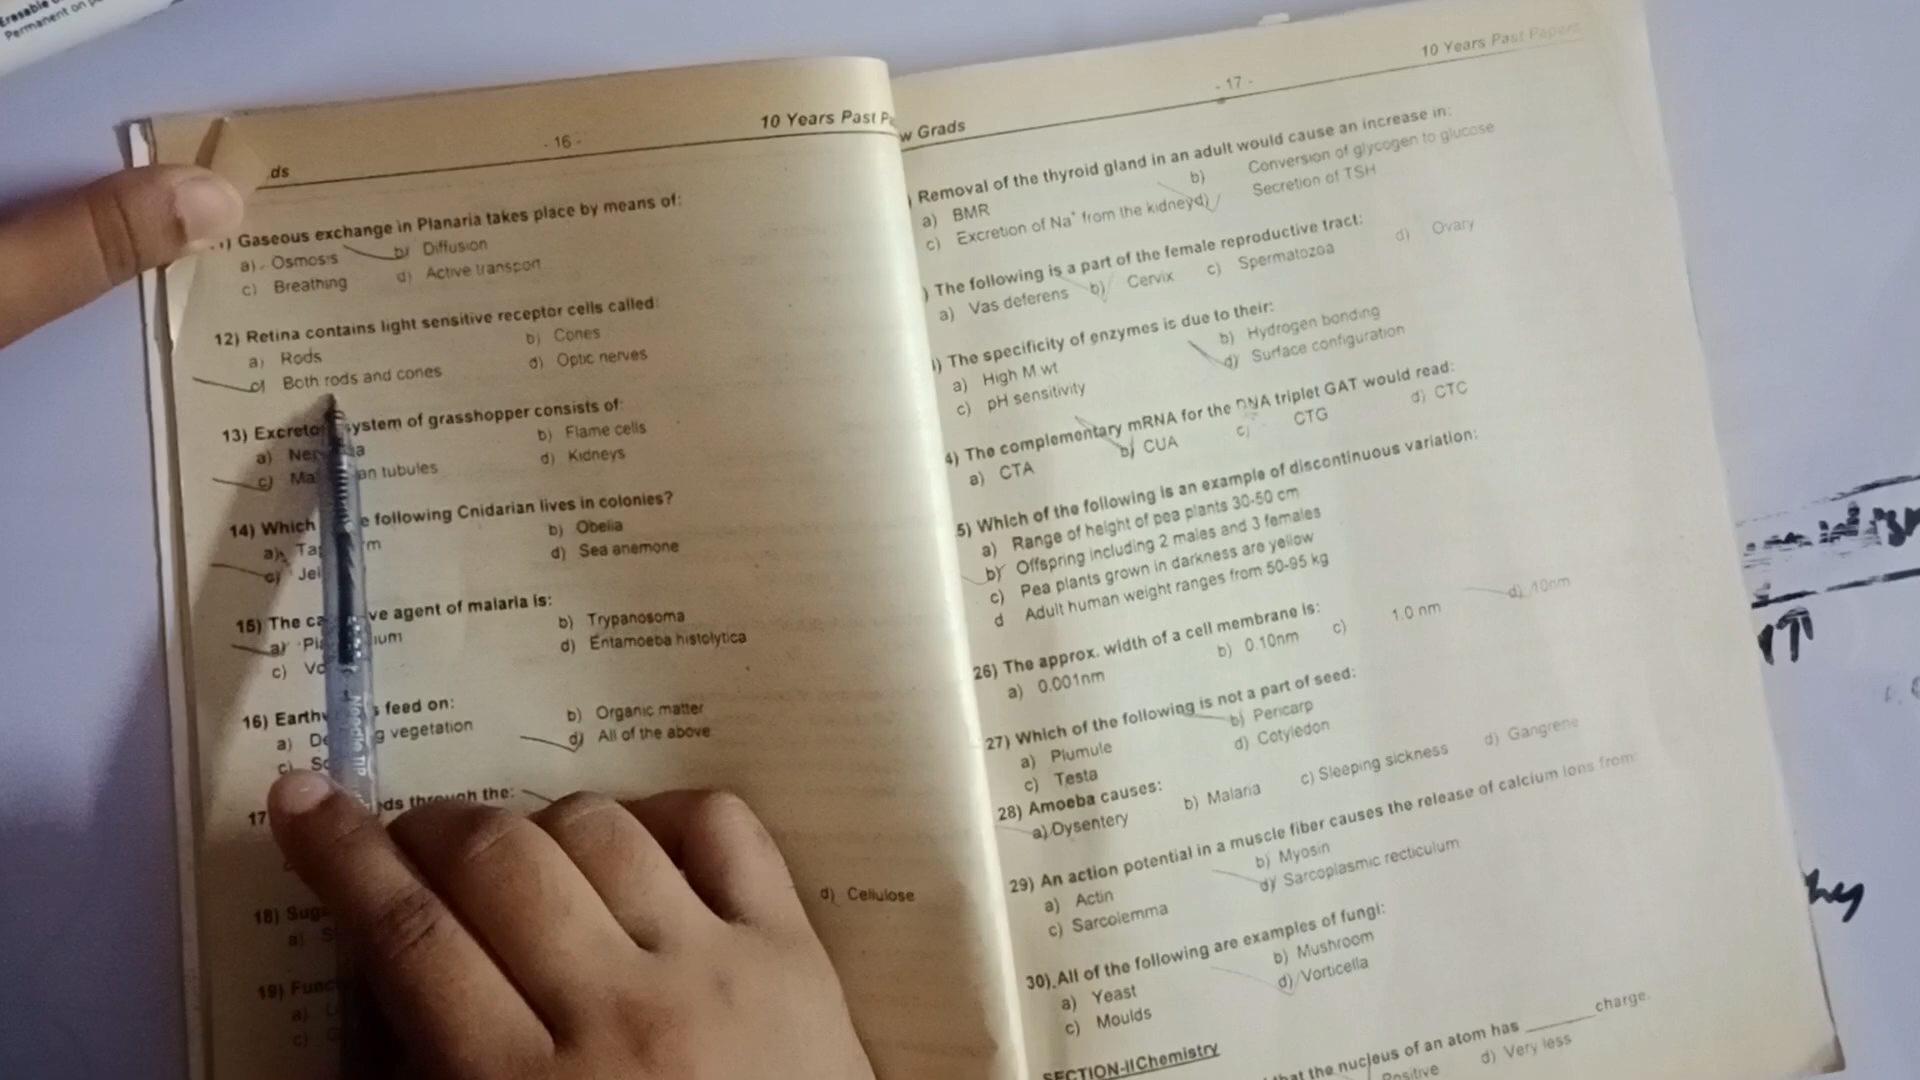 Permanent on
- 16 -
10 Years Past
ds
Gaseous exchange in Planaria takes place by means of:
a) Osmosis b) Diffusion
c) Breathing d) Active transport
12) Retina contains light sensitive receptor cells called:
a) Rods b) Cones
c) Both rods and cones d) Optic nerves
13) ystem of grasshopper consists of:
a) b) Flame cells
c) an tubules d) Kidneys
14) Which following Cnidarian lives in colonies?
a) b) Obelia
c) d) Sea anemone
15) The ve agent of malaria is:
a) ium b) Trypanosoma
c) d) Entamoeba histolytica
16) feed on:
a) g vegetation b) Organic matter
c) d) All of the above
17 through the:
18)
a) d) Cellulose
19)
a)
c)
Needle TIP
w Grads
- 17 -
10 Years Past Papers
) Removal of the thyroid gland in an adult would cause an increase in:
a) BMR b) Conversion of glycogen to glucose
c) Excretion of Na+ from the kidney d) Secretion of TSH
) The following is a part of the female reproductive tract:
a) Vas deferens b) Cervix c) Spermatozoa d) Ovary
) The specificity of enzymes is due to their:
a) High M.wt b) Hydrogen bonding
c) pH sensitivity d) Surface configuration
4) The complementary mRNA for the DNA triplet GAT would read:
a) CTA b) CUA c) CTG d) CTC
5) Which of the following is an example of discontinuous variation:
a) Range of height of pea plants 30-50 cm
b) Offspring including 2 males and 3 females
c) Pea plants grown in darkness are yellow
d Adult human weight ranges from 50-95 kg
26) The approx. width of a cell membrane is:
a) 0.001nm b) 0.10nm c) 1.0 nm d) 10nm
27) Which of the following is not a part of seed:
a) Plumule b) Pericarp
c) Testa d) Cotyledon
28) Amoeba causes:
a) Dysentery b) Malaria c) Sleeping sickness d) Gangrene
29) An action potential in a muscle fiber causes the release of calcium ions from
a) Actin b) Myosin
c) Sarcolemma d) Sarcoplasmic recticulum
30) All of the following are examples of fungi:
a) Yeast b) Mushroom
c) Moulds d) Vorticella
SECTION-II Chemistry
that the nucleus of an atom has ______ charge.
Positive d) Very less